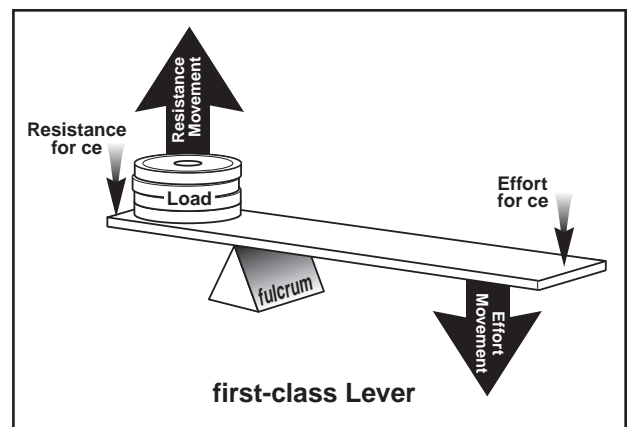 Resistance
Movement
Resistance
for ce
Load
Effort
for ce
fulcrum
Effort
Movement
first-class Lever